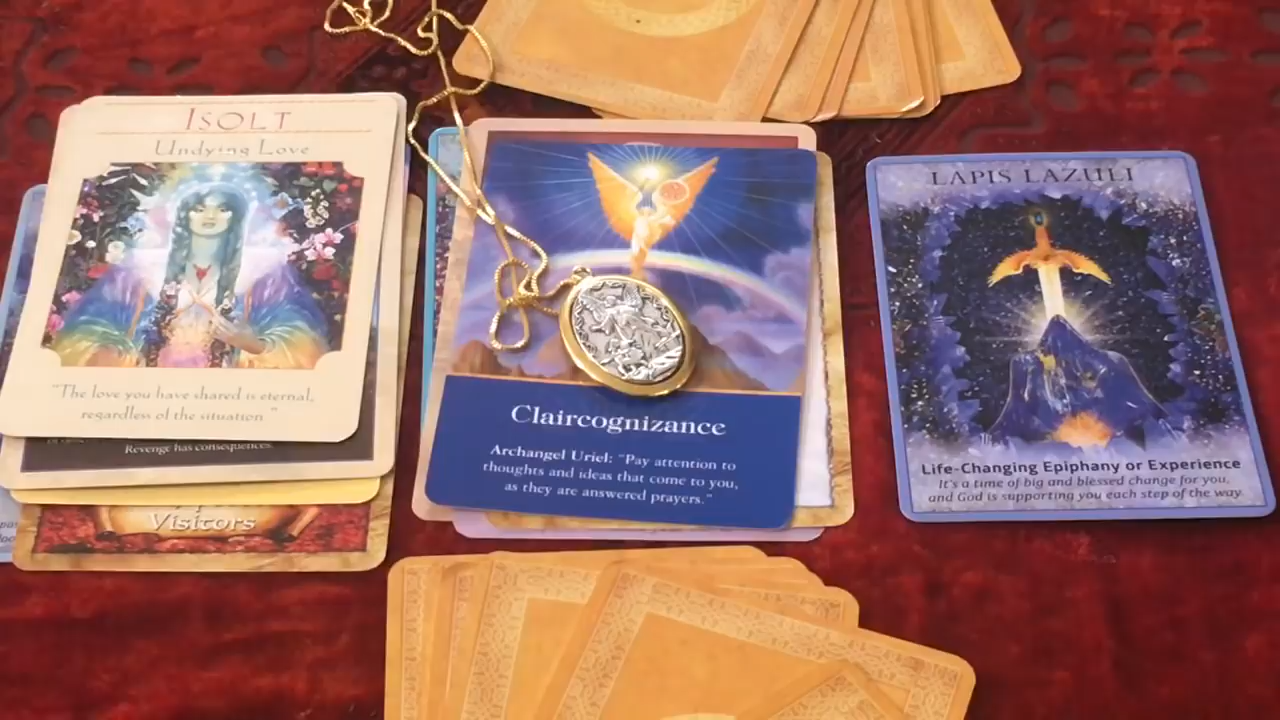 ISOLT
Undying Love
"The love you have shared is eternal,
regardless of the situation."
Revenge has consequences.
Visitors
Claircognizance
Archangel Uriel: "Pay attention to
thoughts and ideas that come to you,
as they are answered prayers."
LAPIS LAZULI
Life-Changing Epiphany or Experience
It's a time of big and blessed change for you,
and God is supporting you each step of the way.